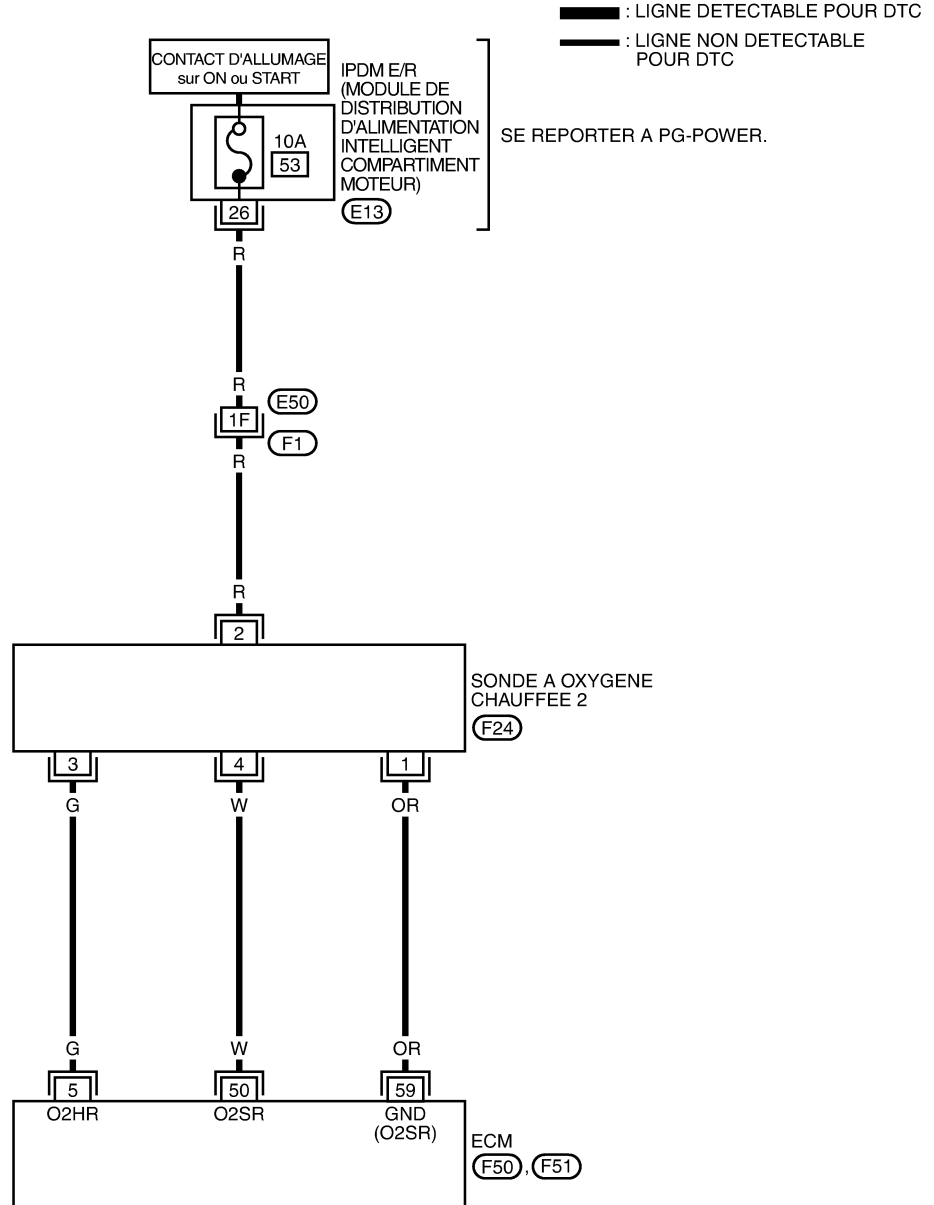 : LIGNE DETECTABLE POUR DTC
: LIGNE NON DETECTABLE
POUR DTC
CONTACT D'ALLUMAGE
sur ON ou START
IPDM E/R
(MODULE DE
DISTRIBUTION
D'ALIMENTATION
INTELLIGENT
COMPARTIMENT
MOTEUR)
10A
53
SE REPORTER A PG-POWER.
26
E13
R
R
E50
1F
F1
R
R
2
SONDE A OXYGENE
CHAUFFEE 2
F24
3 4 1
G W OR
G W OR
5 50 59
O2HR O2SR GND
(O2SR)
ECM
F50 , F51